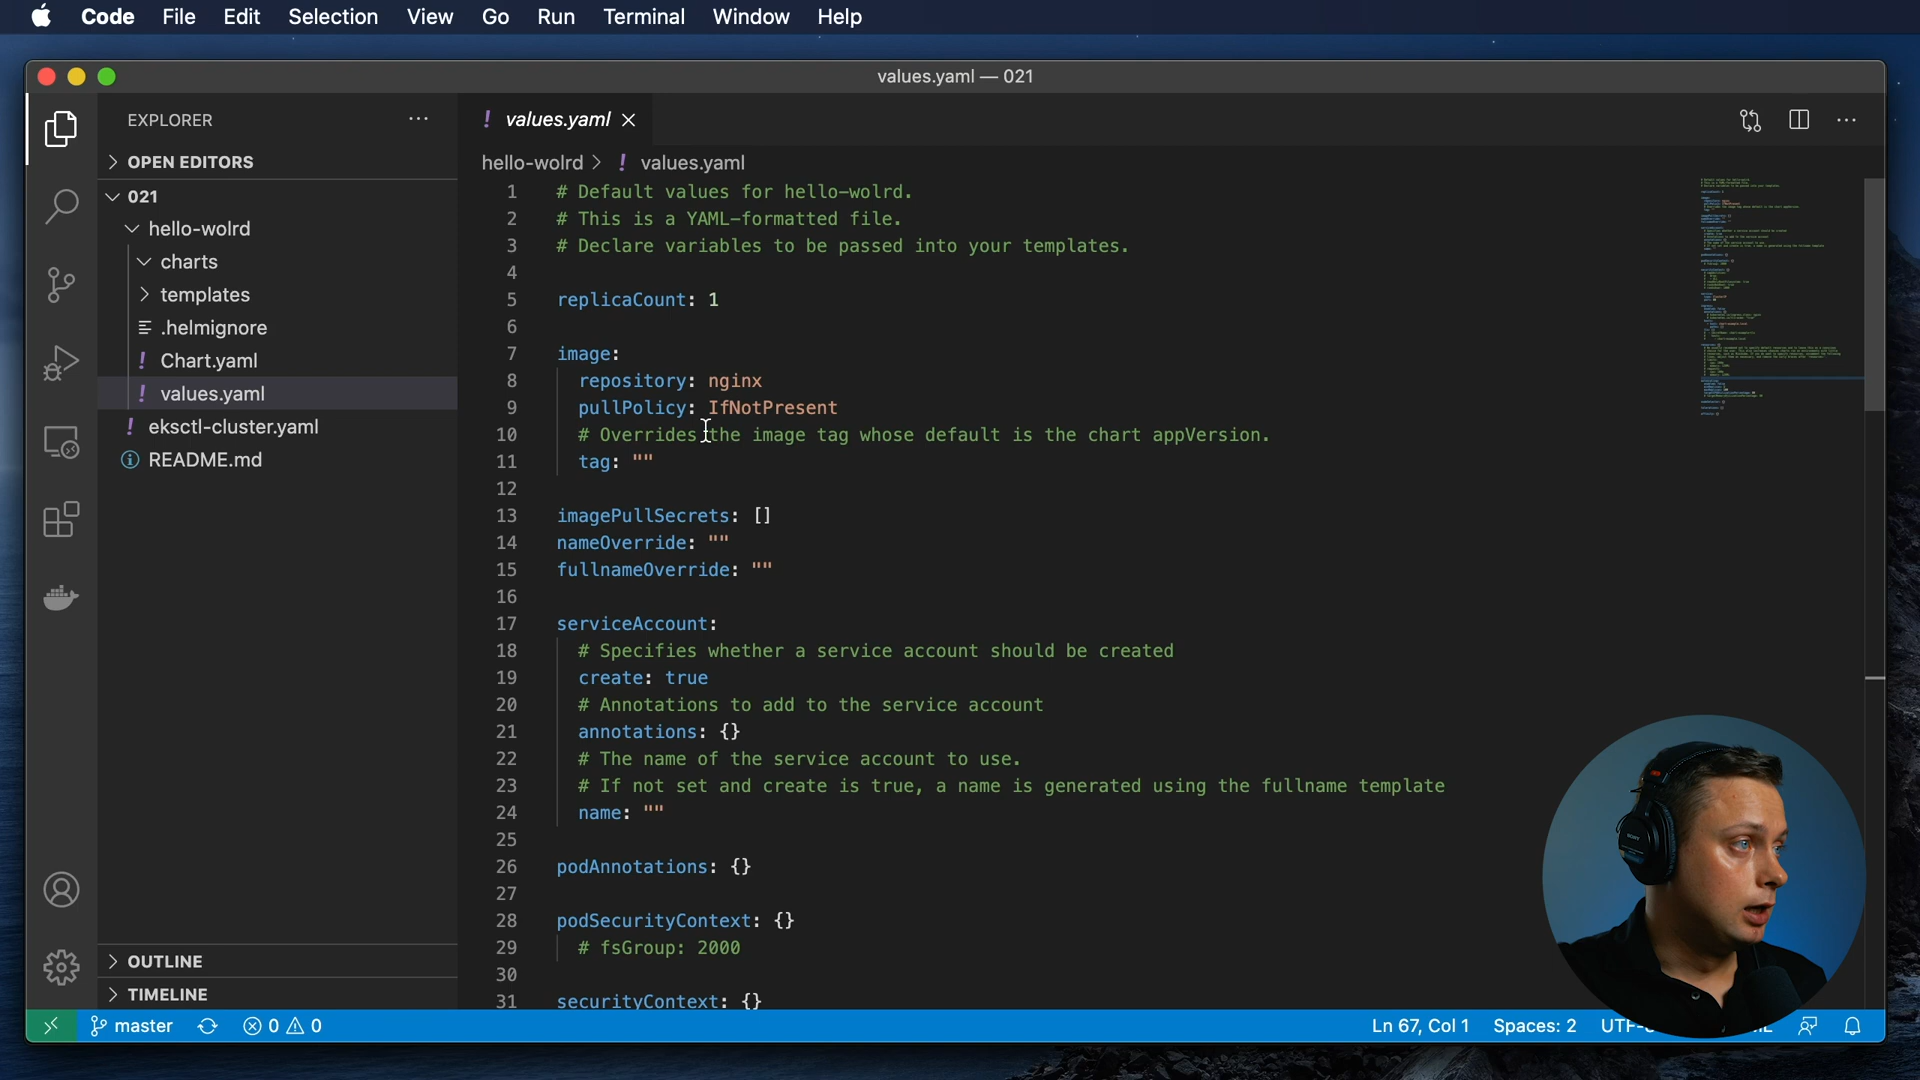 Code File Edit Selection View Go Run Terminal Window Help
values.yaml — 021
EXPLORER
OPEN EDITORS
021
hello-wolrd
charts
templates
.helmignore
Chart.yaml
values.yaml
eksctl-cluster.yaml
README.md
OUTLINE
TIMELINE
values.yaml
hello-wolrd > ! values.yaml
1 # Default values for hello-wolrd.
2 # This is a YAML-formatted file.
3 # Declare variables to be passed into your templates.
4
5 replicaCount: 1
6
7 image:
8 repository: nginx
9 pullPolicy: IfNotPresent
10 # Overrides the image tag whose default is the chart appVersion.
11 tag: ""
12
13 imagePullSecrets: []
14 nameOverride: ""
15 fullnameOverride: ""
16
17 serviceAccount:
18 # Specifies whether a service account should be created
19 create: true
20 # Annotations to add to the service account
21 annotations: {}
22 # The name of the service account to use.
23 # If not set and create is true, a name is generated using the fullname template
24 name: ""
25
26 podAnnotations: {}
27
28 podSecurityContext: {}
29 # fsGroup: 2000
30
31 securityContext: {}
SONY
master 0 0 Ln 67, Col 1 Spaces: 2